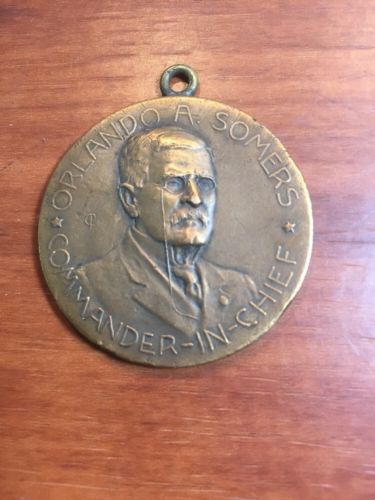 ORLANDO A. SOMERS
COMMANDER-IN-CHIEF